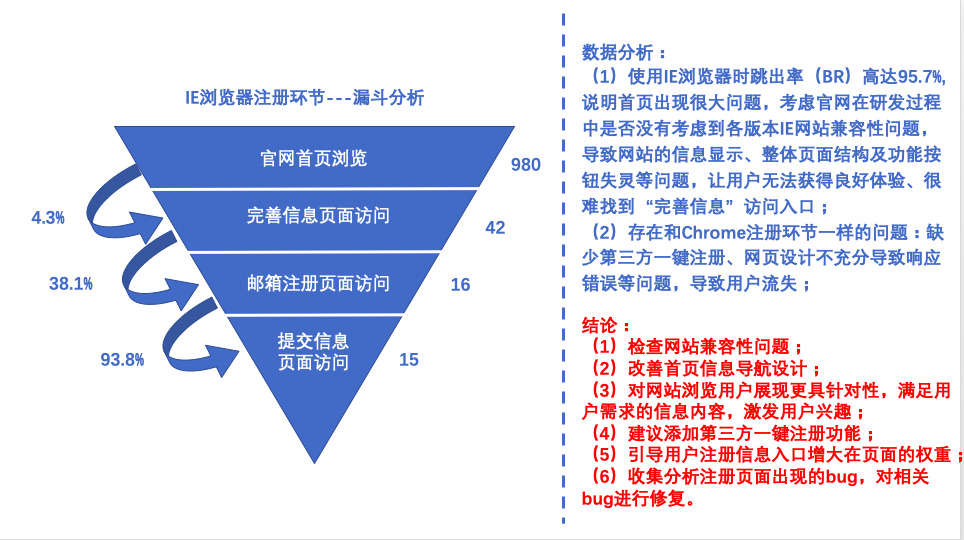 IE浏览器注册环节---漏斗分析
官网首页浏览
980
完善信息页面访问
42
4.3%
邮箱注册页面访问
16
38.1%
提交信息
页面访问
15
93.8%
数据分析：
（1）使用IE浏览器时跳出率（BR）高达95.7%,
说明首页出现很大问题，考虑官网在研发过程
中是否没有考虑到各版本IE网站兼容性问题，
导致网站的信息显示、整体页面结构及功能按
钮失灵等问题，让用户无法获得良好体验、很
难找到“完善信息”访问入口；
（2）存在和Chrome注册环节一样的问题：缺
少第三方一键注册、网页设计不充分导致响应
错误等问题，导致用户流失；
结论：
（1）检查网站兼容性问题；
（2）改善首页信息导航设计；
（3）对网站浏览用户展现更具针对性，满足用
户需求的信息内容，激发用户兴趣；
（4）建议添加第三方一键注册功能；
（5）引导用户注册信息入口增大在页面的权重；
（6）收集分析注册页面出现的bug，对相关
bug进行修复。